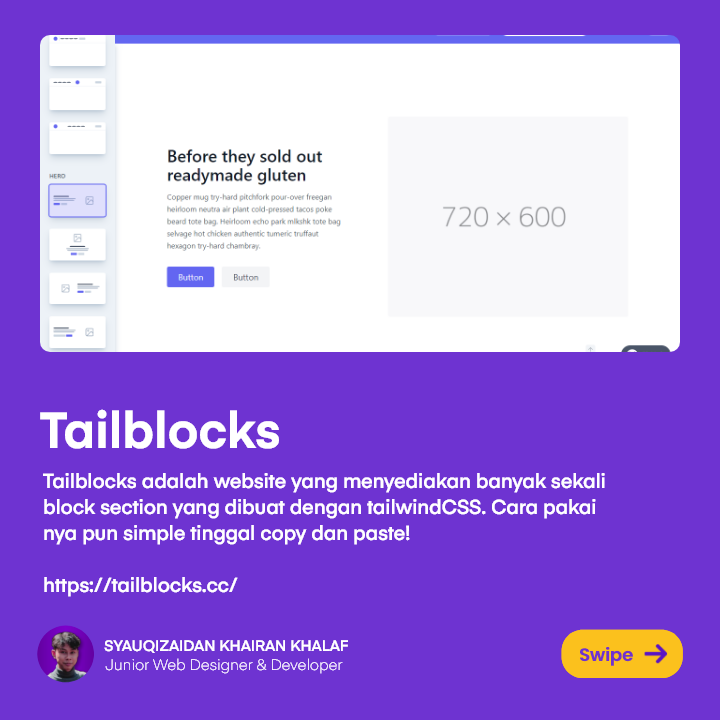 HERO
Before they sold out
readymade gluten
Copper mug try-hard pitchfork pour-over freegan
heirloom neutra air plant cold-pressed tacos poke
beard tote bag. Heirloom echo park mlkshk tote bag
selvage hot chicken authentic tumeric truffaut
hexagon try-hard chambray.
Button Button
720 × 600
Tailblocks
Tailblocks adalah website yang menyediakan banyak sekali
block section yang dibuat dengan tailwindCSS. Cara pakai
nya pun simple tinggal copy dan paste!
https://tailblocks.cc/
SYAUQIZAIDAN KHAIRAN KHALAF
Junior Web Designer & Developer
Swipe